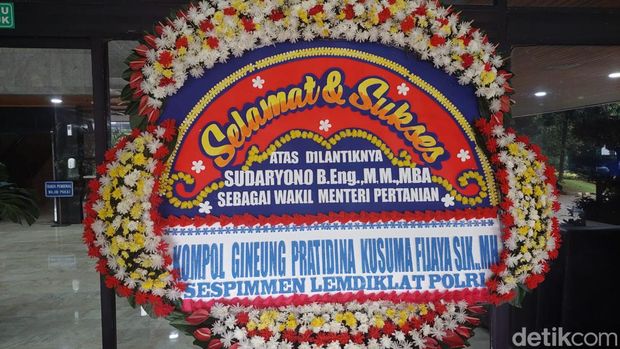 Selamat & Sukses
ATAS DILANTIKNYA
SUDARYONO B.Eng.,M.M.,MBA
SEBAGAI WAKIL MENTERI PERTANIAN
KOMPOL GINEUNG PRATIDINA KUSUMA FIJAYA SIK.,MH
SESPIMMEN LEMDIKLAT POLRI
detikcom